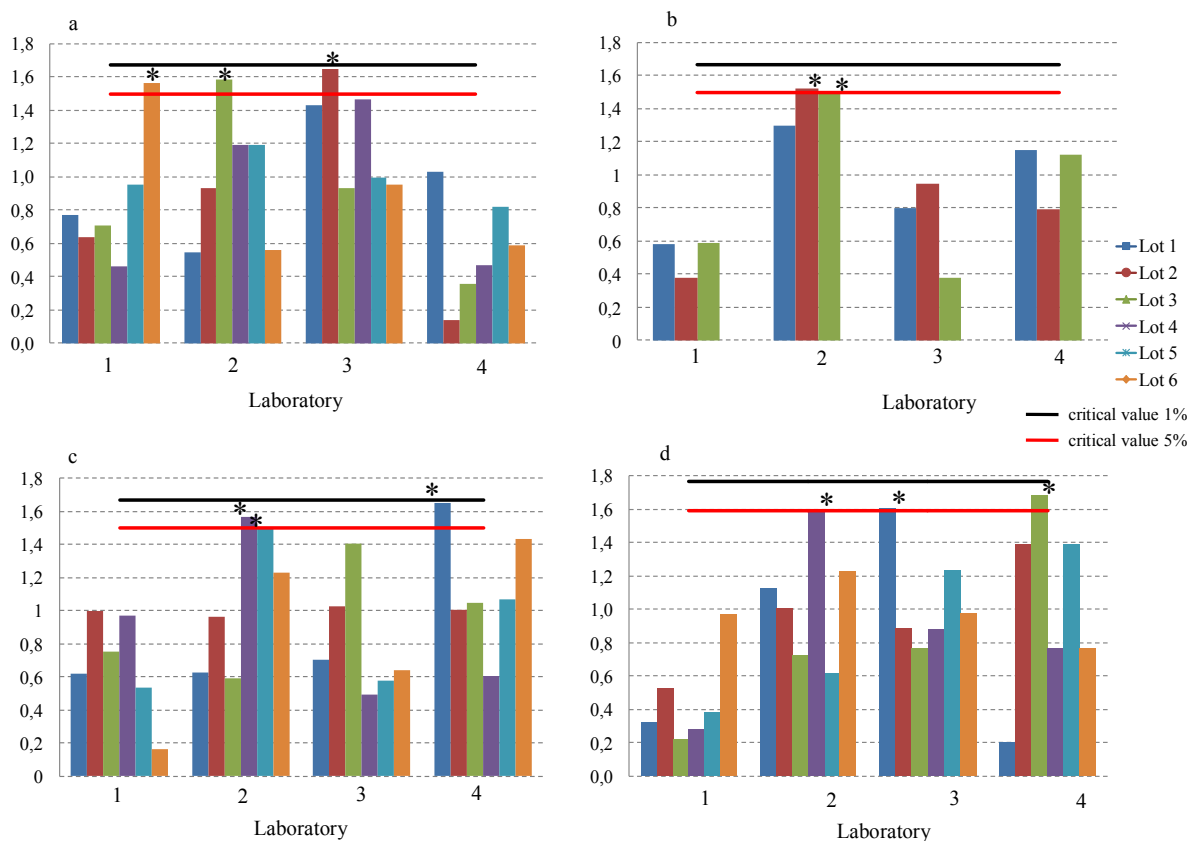 a
1,8
1,6
1,4
1,2
1,0
0,8
0,6
0,4
0,2
0,0
* * *
1 2 3 4
Laboratory
b
1,8
1,6
1,4
1,2
1
0,8
0,6
0,4
0,2
0
* *
1 2 3 4
Laboratory
Lot 1
Lot 2
Lot 3
Lot 4
Lot 5
Lot 6
critical value 1%
critical value 5%
c
1,8
1,6
1,4
1,2
1
0,8
0,6
0,4
0,2
0
* * *
1 2 3 4
Laboratory
d
1,8
1,6
1,4
1,2
1,0
0,8
0,6
0,4
0,2
0,0
* * *
1 2 3 4
Laboratory